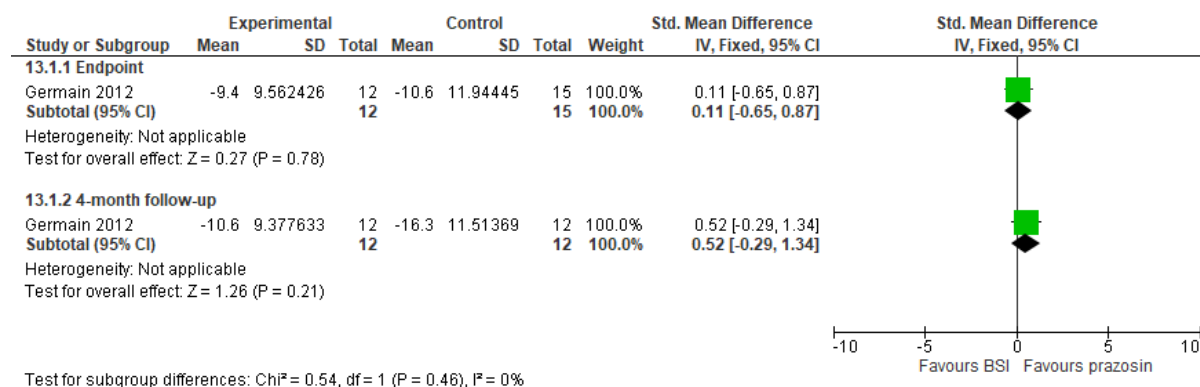 Experimental Control Std. Mean Difference Std. Mean Difference
Study or Subgroup Mean SD Total Mean SD Total Weight IV, Fixed, 95% CI IV, Fixed, 95% CI
13.1.1 Endpoint
Germain 2012 -9.4 9.562426 12 -10.6 11.94445 15 100.0% 0.11 [-0.65, 0.87]
Subtotal (95% CI) 12 15 100.0% 0.11 [-0.65, 0.87]
Heterogeneity: Not applicable
Test for overall effect: Z = 0.27 (P = 0.78)
13.1.2 4-month follow-up
Germain 2012 -10.6 9.377633 12 -16.3 11.51369 12 100.0% 0.52 [-0.29, 1.34]
Subtotal (95% CI) 12 12 100.0% 0.52 [-0.29, 1.34]
Heterogeneity: Not applicable
Test for overall effect: Z = 1.26 (P = 0.21)
-10 -5 0 5 10
Favours BSI Favours prazosin
Test for subgroup differences: Chi² = 0.54, df = 1 (P = 0.46), I² = 0%